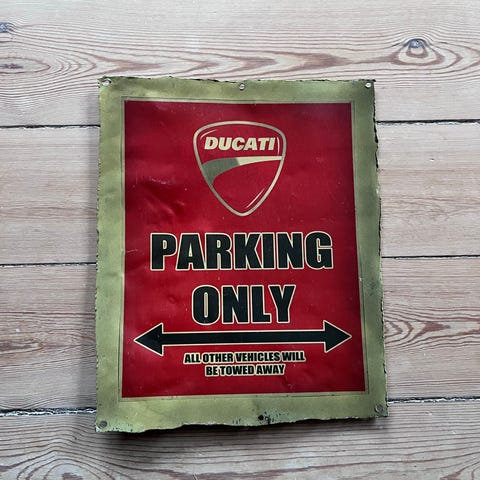 DUCATI
PARKING
ONLY
ALL OTHER VEHICLES WILL
BE TOWED AWAY